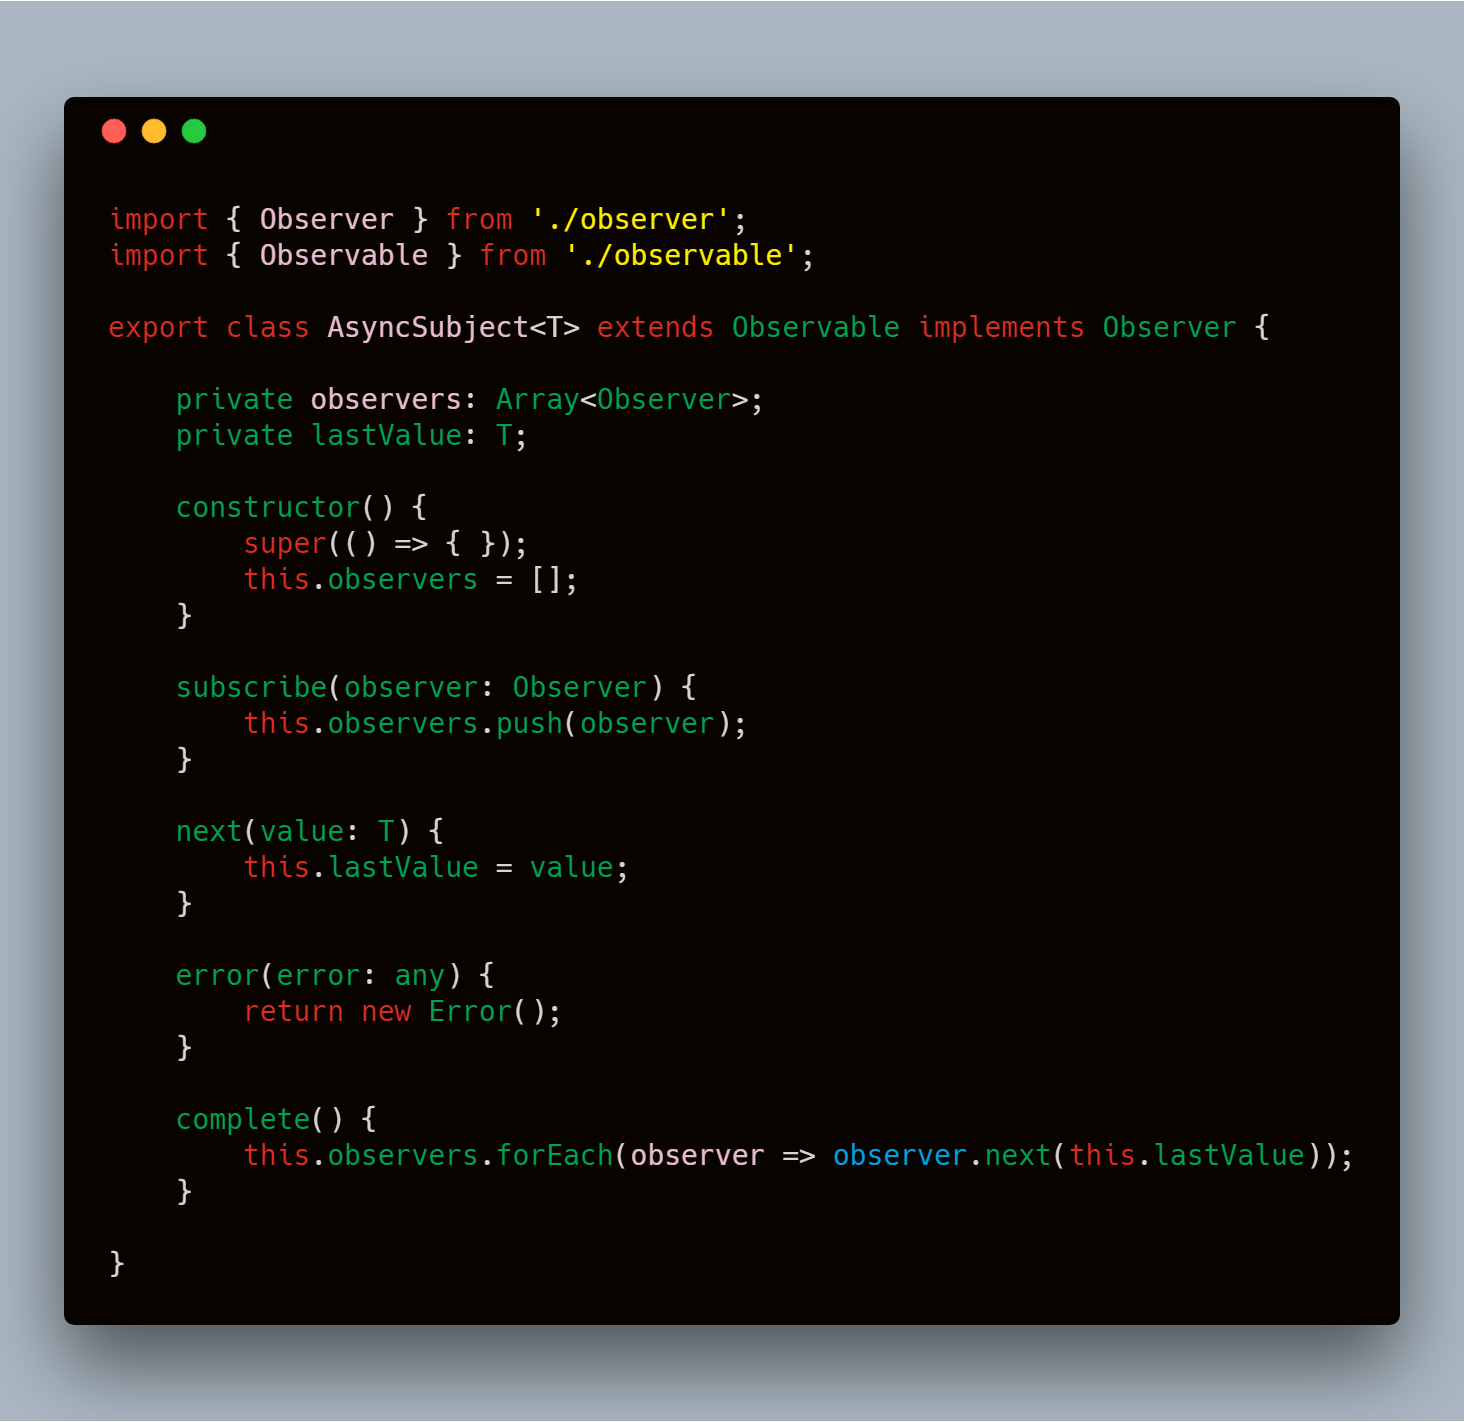 import { Observer } from './observer';
import { Observable } from './observable';
export class AsyncSubject<T> extends Observable implements Observer {
private observers: Array<Observer>;
private lastValue: T;
constructor() {
super(() => { });
this.observers = [];
}
subscribe(observer: Observer) {
this.observers.push(observer);
}
next(value: T) {
this.lastValue = value;
}
error(error: any) {
return new Error();
}
complete() {
this.observers.forEach(observer => observer.next(this.lastValue));
}
}